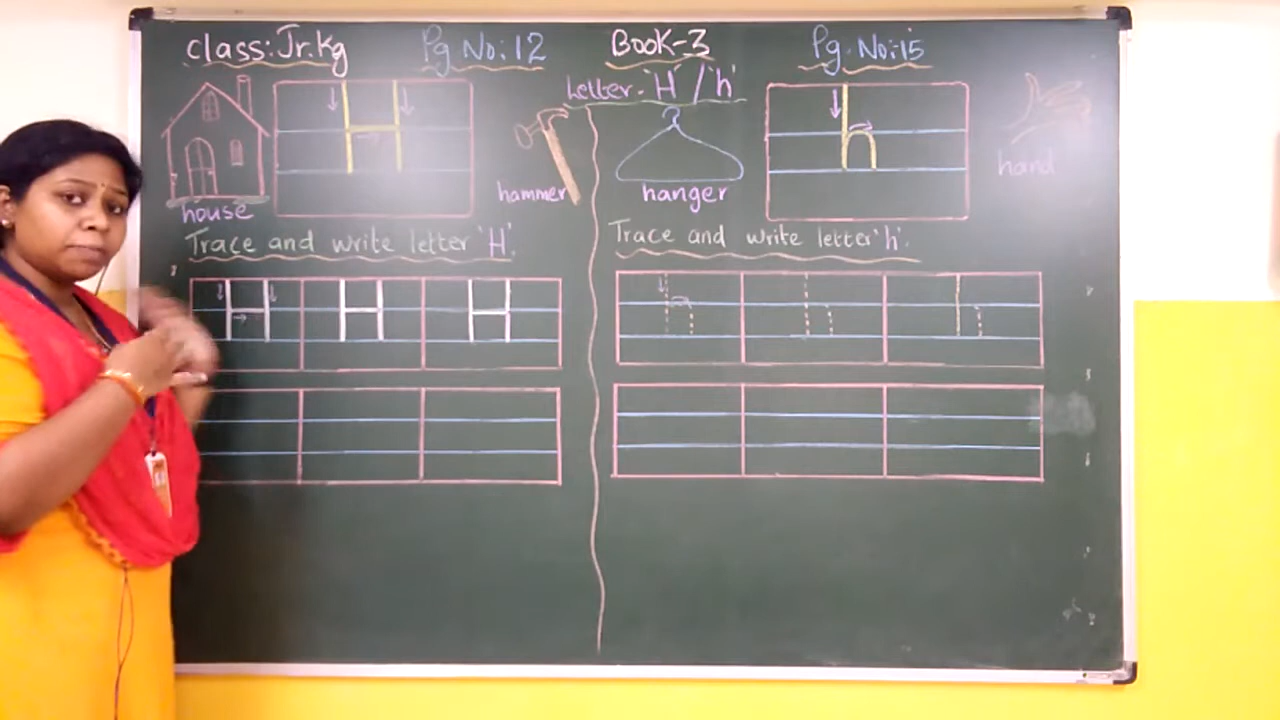 Class: Jr.Kg Pg No: 12 BOOK-3 Pg. No: 15
Letter- 'H' / 'h'
H h
house hammer hanger hand
Trace and write letter 'H'. Trace and write letter 'h'.
H H H h h h